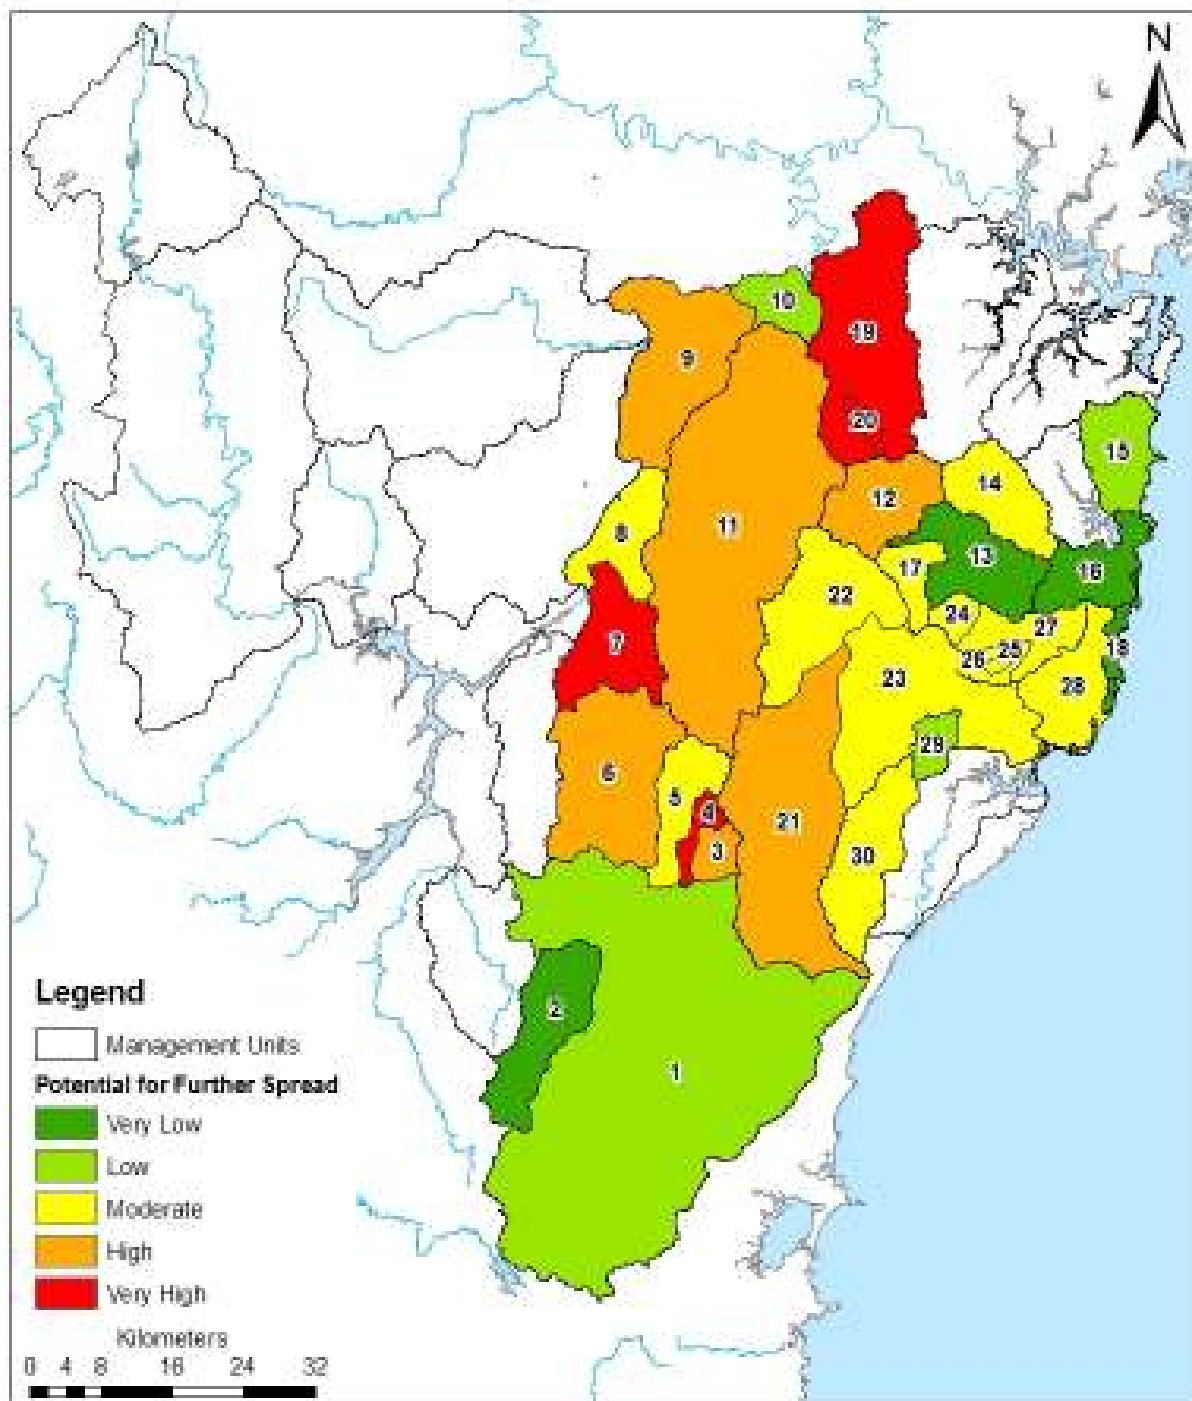 N
10
19
9
20
15
14
12
11
8
13
17
16
22
24
27
7
25
18
26
23
28
29
6
5
4
21
3
30
2
1
Legend
Management Units
Potential for Further Spread
Very Low
Low
Moderate
High
Very High
Kilometers
0 4 8 16 24 32